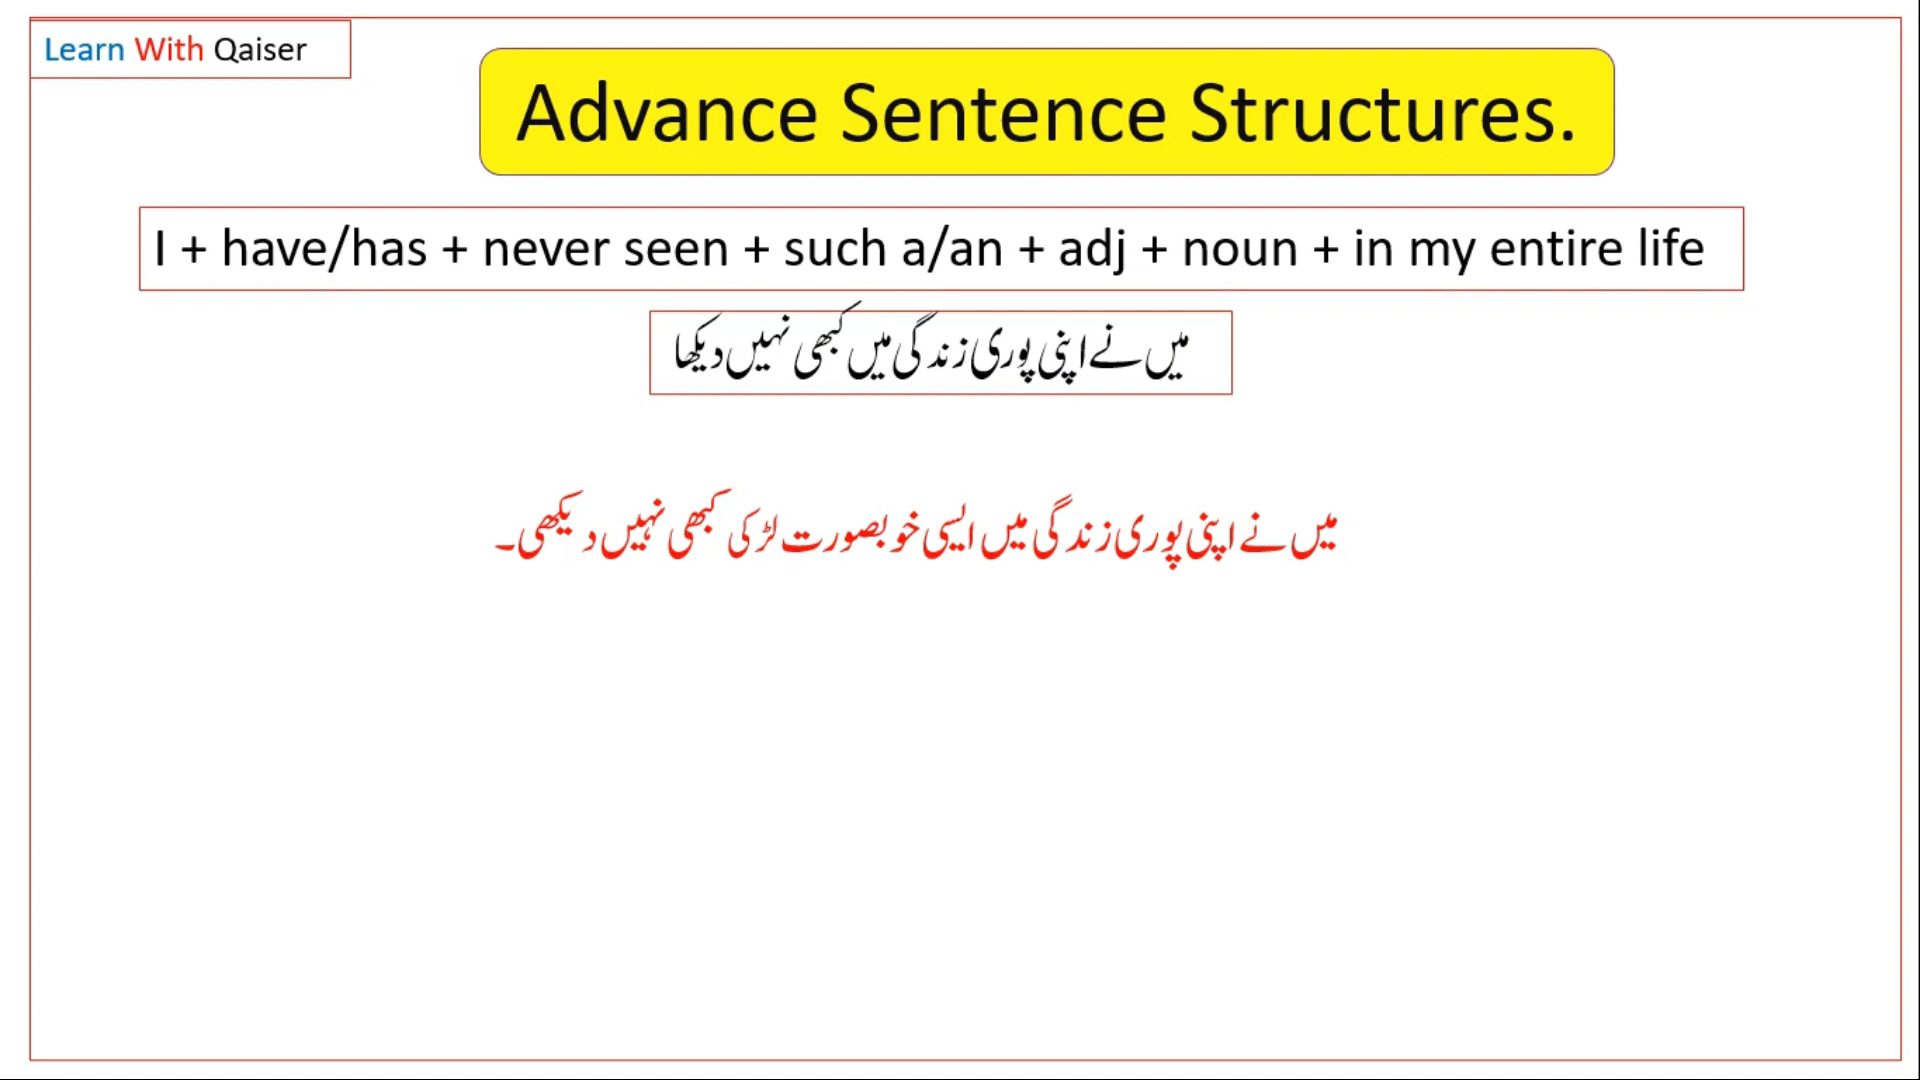 Learn With Qaiser
Advance Sentence Structures.
I + have/has + never seen + such a/an + adj + noun + in my entire life
میں نے اپنی پوری زندگی میں کبھی نہیں دیکھا
میں نے اپنی پوری زندگی میں ایسی خوبصورت لڑکی کبھی نہیں دیکھی۔